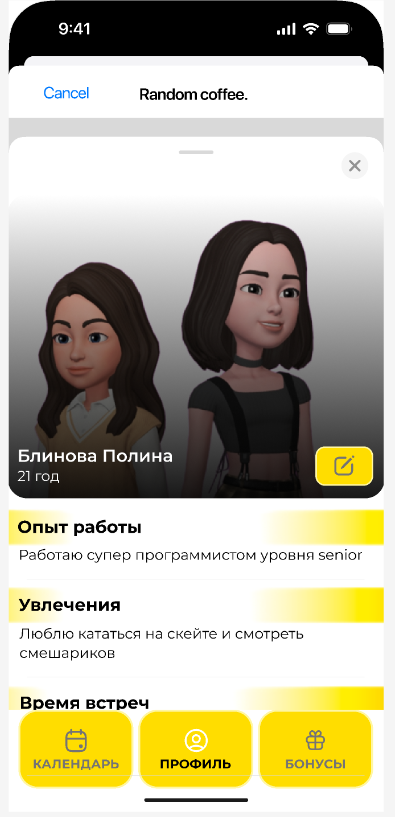 9:41
Cancel
Random coffee.
Блинова Полина
21 год
Опыт работы
Работаю супер программистом уровня senior
Увлечения
Люблю кататься на скейте и смотреть
смешариков
Время встреч
КАЛЕНДАРЬ
ПРОФИЛЬ
БОНУСЫ